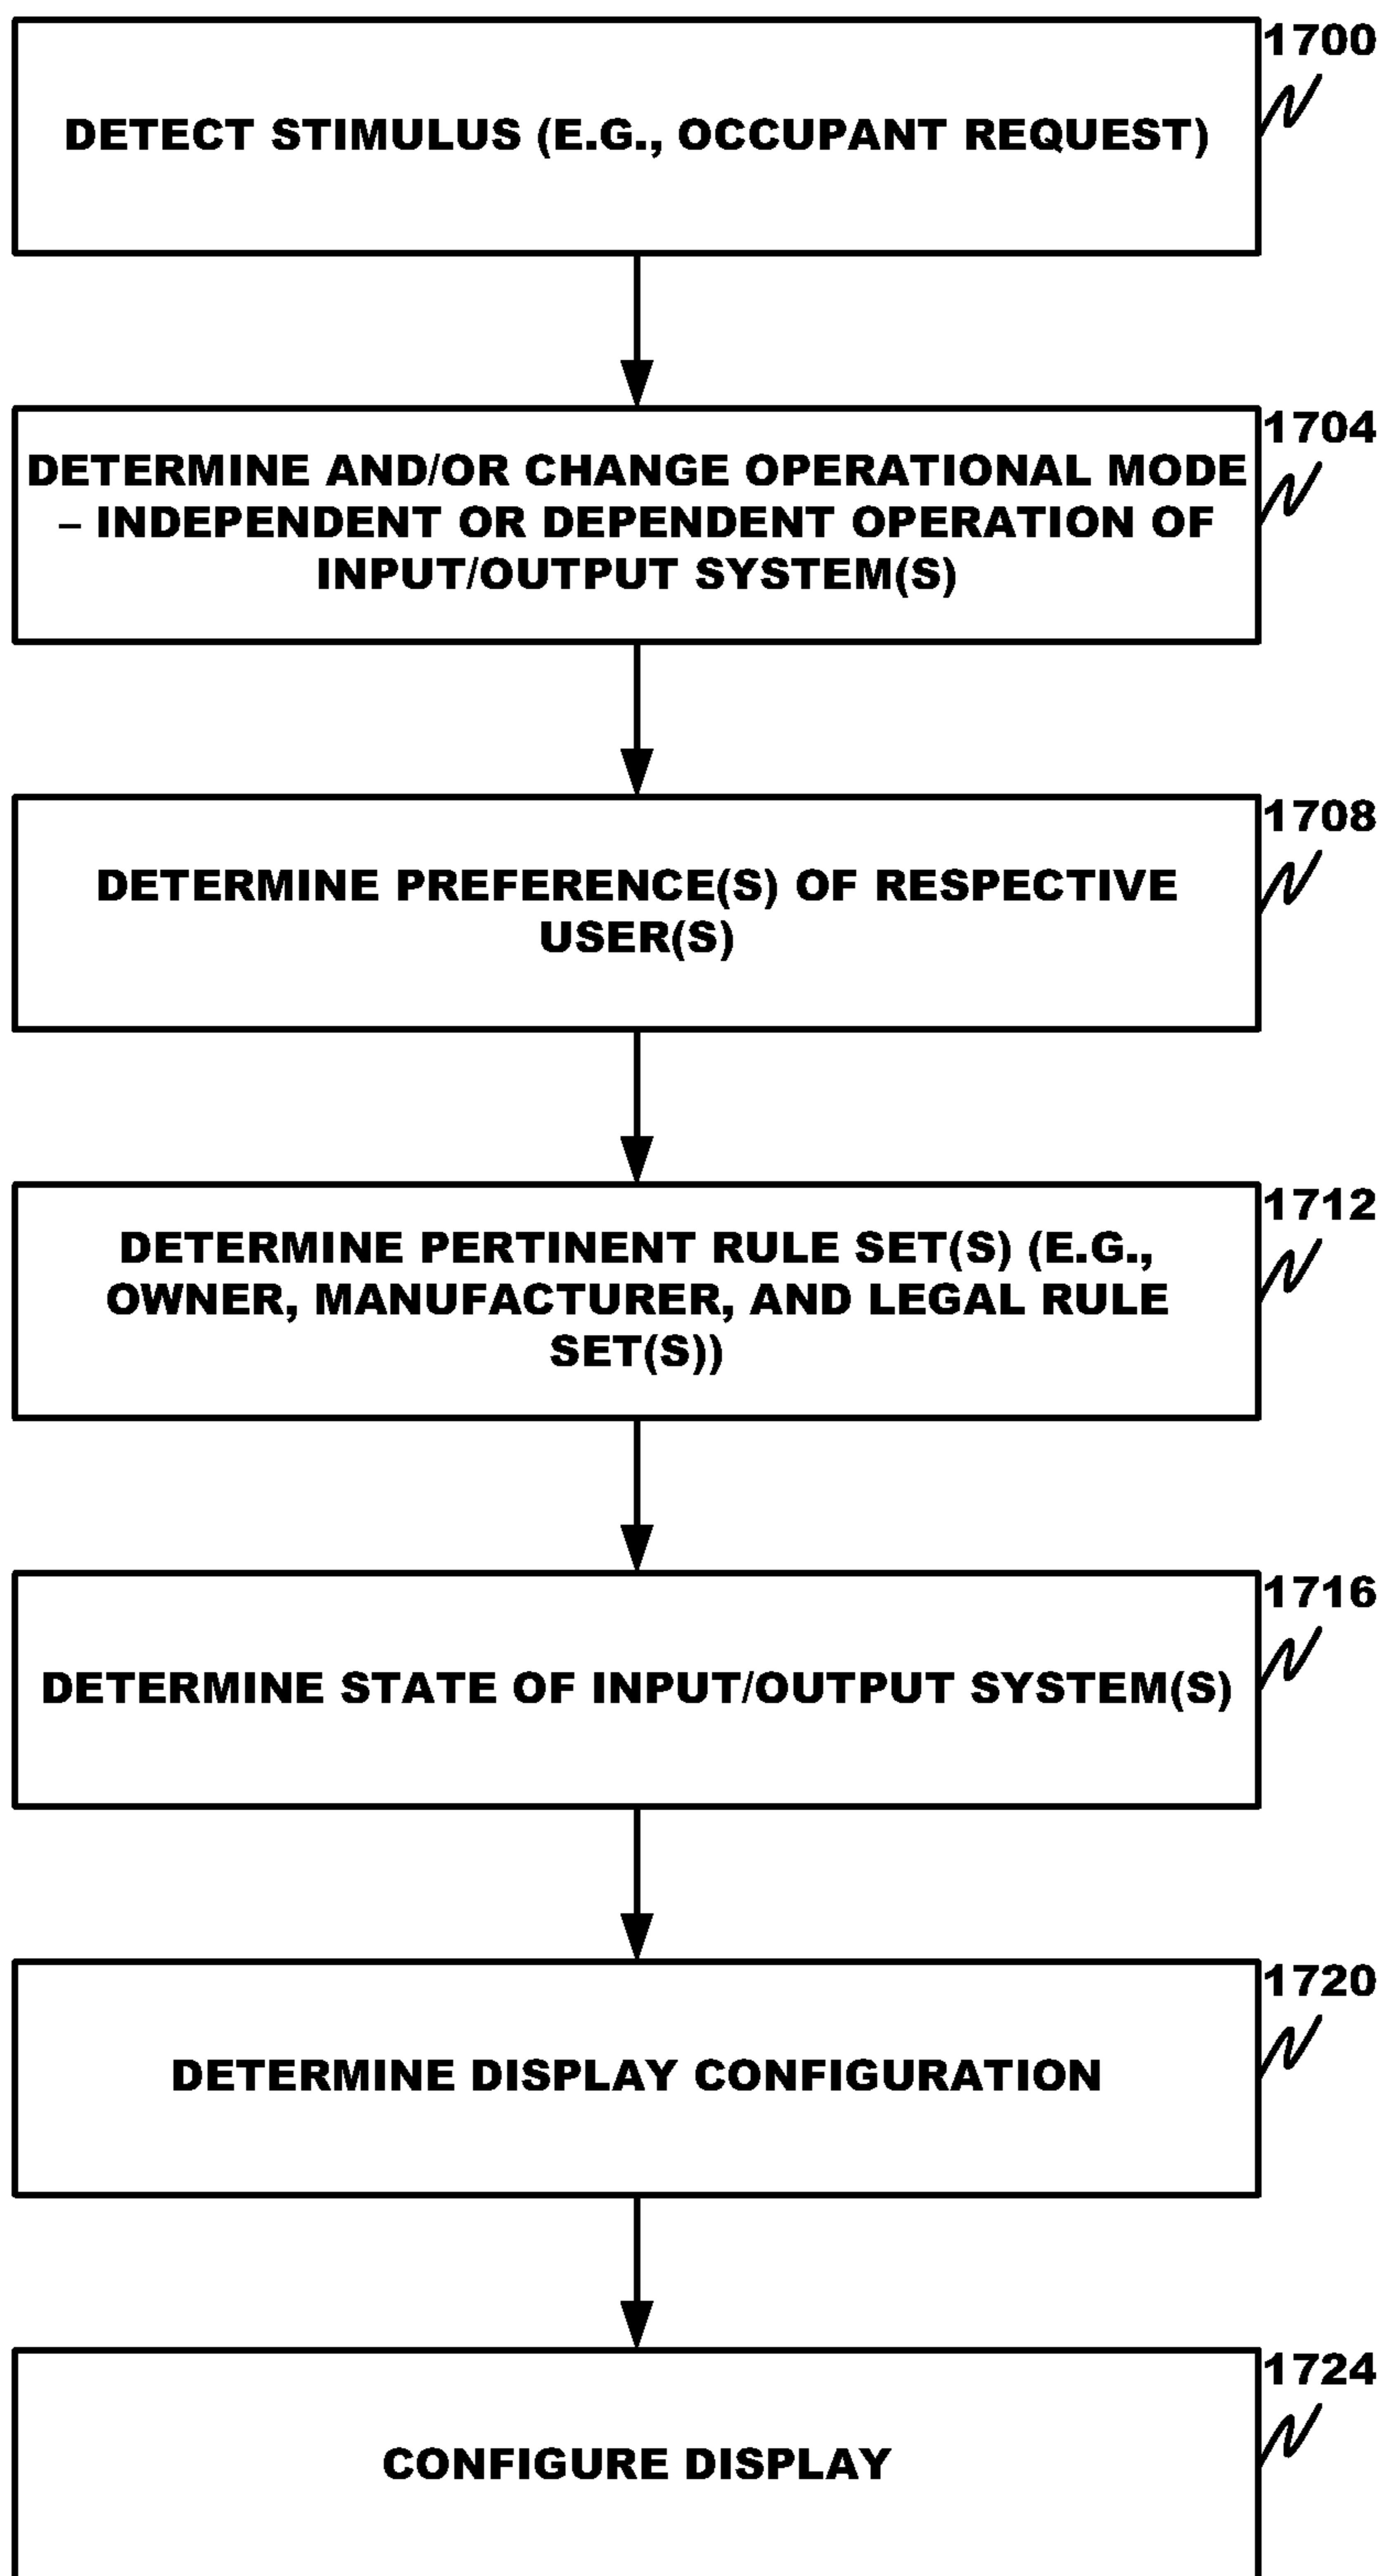 1700
DETECT STIMULUS (E.G., OCCUPANT REQUEST)
1704
DETERMINE AND/OR CHANGE OPERATIONAL MODE
– INDEPENDENT OR DEPENDENT OPERATION OF
INPUT/OUTPUT SYSTEM(S)
1708
DETERMINE PREFERENCE(S) OF RESPECTIVE
USER(S)
1712
DETERMINE PERTINENT RULE SET(S) (E.G.,
OWNER, MANUFACTURER, AND LEGAL RULE
SET(S))
1716
DETERMINE STATE OF INPUT/OUTPUT SYSTEM(S)
1720
DETERMINE DISPLAY CONFIGURATION
1724
CONFIGURE DISPLAY